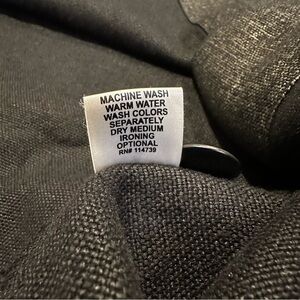 MACHINE WASH
WARM WATER
WASH COLORS
SEPARATELY
DRY MEDIUM
IRONING
OPTIONAL
RN# 114739